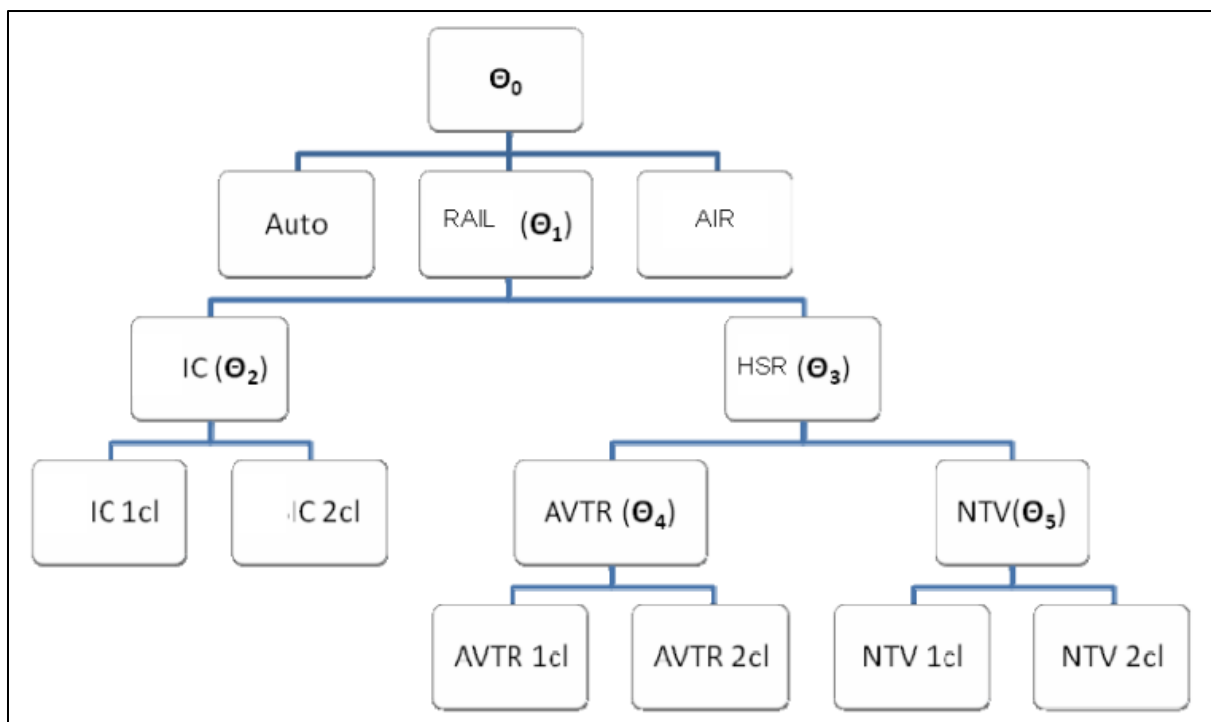 Θ₀
Auto
RAIL (Θ₁)
AIR
IC (Θ₂)
HSR (Θ₃)
IC 1cl
IC 2cl
AVTR (Θ₄)
NTV(Θ₅)
AVTR 1cl
AVTR 2cl
NTV 1cl
NTV 2cl